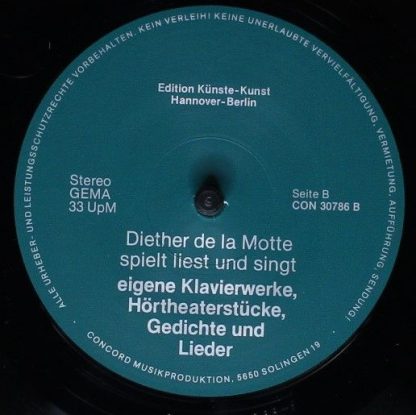 ALLE URHEBER- UND LEISTUNGSSCHUTZRECHTE VORBEHALTEN. KEIN VERLEIH! KEINE UNERLAUBTE VERVIELFÄLTIGUNG, VERMIETUNG, AUFFÜHRUNG, SENDUNG!
Edition Künste-Kunst
Hannover-Berlin
Stereo
GEMA
33 UpM
Seite B
CON 30786 B
Diether de la Motte
spielt liest und singt
eigene Klavierwerke,
Hörtheaterstücke,
Gedichte und
Lieder
· CONCORD MUSIKPRODUKTION, 5650 SOLINGEN 19 ·